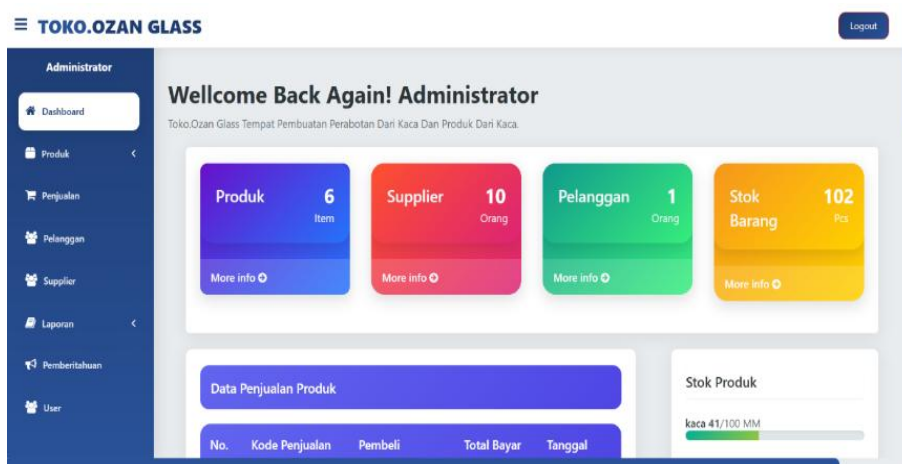 TOKO.OZAN GLASS
Logout
Administrator
Dashboard
Produk
Penjualan
Pelanggan
Supplier
Laporan
Pemberitahuan
User
Wellcome Back Again! Administrator
Toko.Ozan Glass Tempat Pembuatan Perabotan Dari Kaca Dan Produk Dari Kaca.
Produk 6
Item
More info
Supplier 10
Orang
More info
Pelanggan 1
Orang
More info
Stok 102
Barang Pcs
More info
Data Penjualan Produk
No. Kode Penjualan Pembeli Total Bayar Tanggal
Stok Produk
kaca 41/100 MM